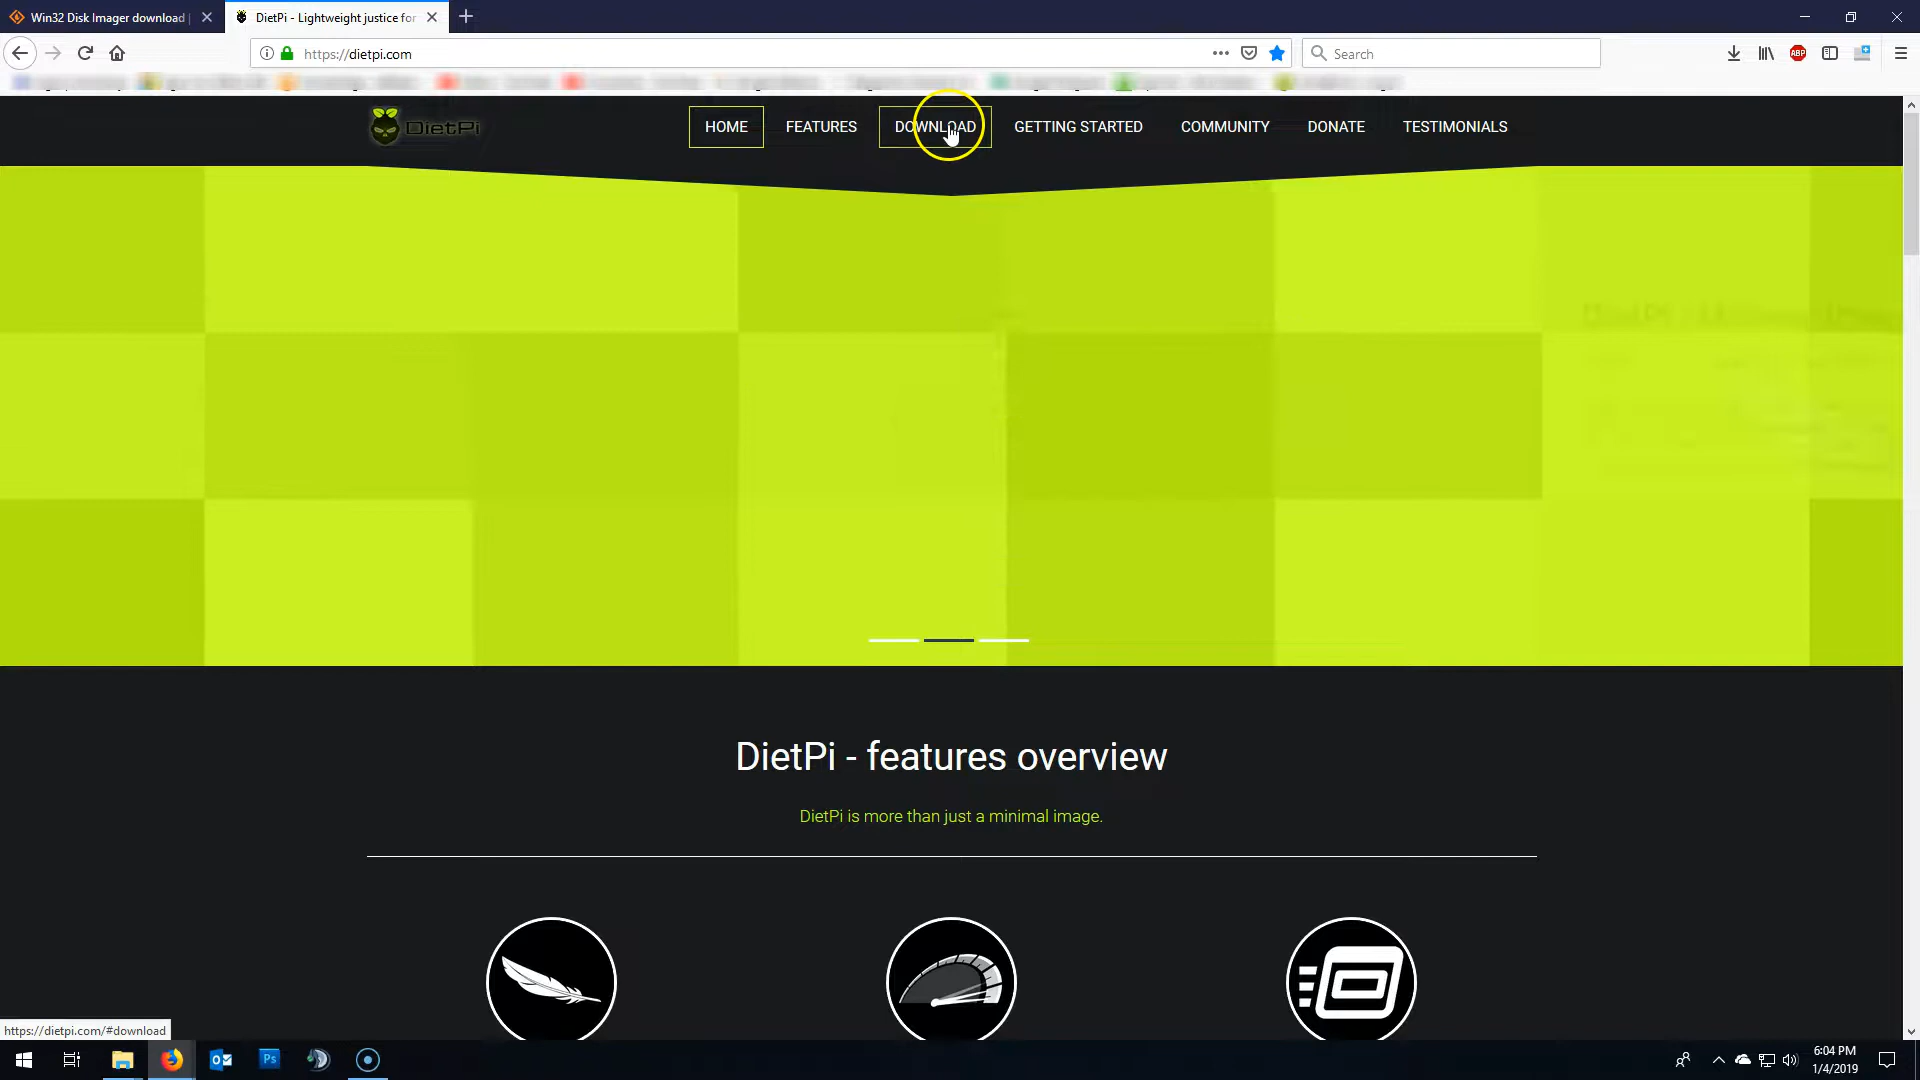 Win32 Disk Imager download |
DietPi - Lightweight justice for
https://dietpi.com
Search
ABP
DietPi
HOME
FEATURES
DOWNLOAD
GETTING STARTED
COMMUNITY
DONATE
TESTIMONIALS
DietPi - features overview
DietPi is more than just a minimal image.
https://dietpi.com/#download
Ps
6:04 PM
1/4/2019